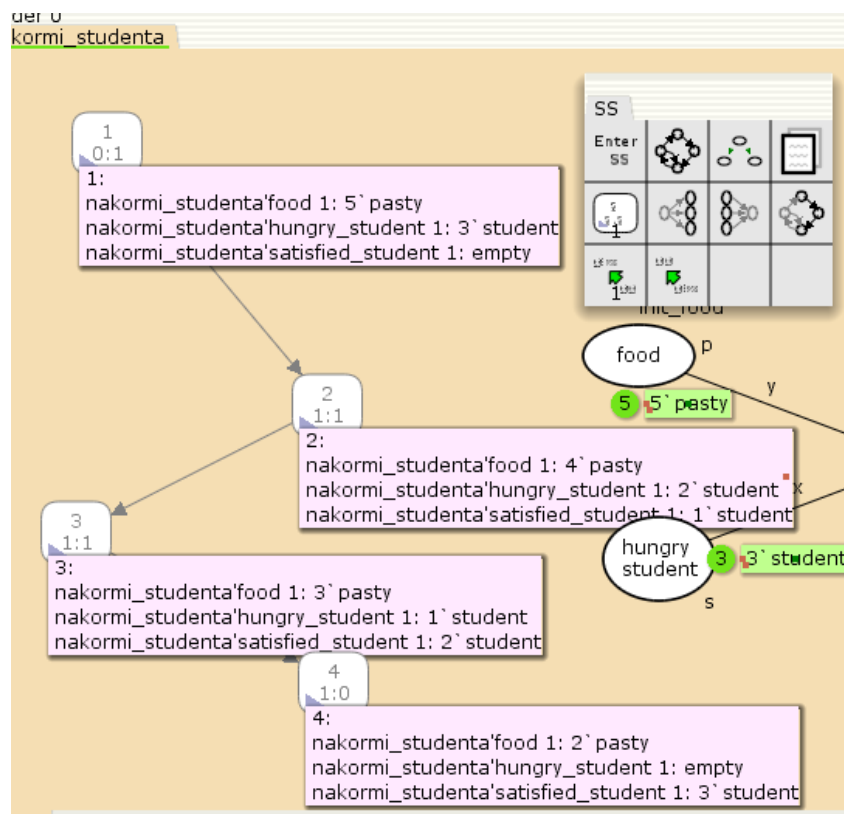 der 0
kormi_studenta
1
0:1
1:
nakormi_studenta'food 1: 5`pasty
nakormi_studenta'hungry_student 1: 3`student
nakormi_studenta'satisfied_student 1: empty
SS
Enter
SS
1
1
food
p
y
5
5`pasty
2
1:1
2:
nakormi_studenta'food 1: 4`pasty
nakormi_studenta'hungry_student 1: 2`student
nakormi_studenta'satisfied_student 1: 1`student
x
hungry
student
3
3`student
s
3
1:1
3:
nakormi_studenta'food 1: 3`pasty
nakormi_studenta'hungry_student 1: 1`student
nakormi_studenta'satisfied_student 1: 2`student
4
1:0
4:
nakormi_studenta'food 1: 2`pasty
nakormi_studenta'hungry_student 1: empty
nakormi_studenta'satisfied_student 1: 3`student